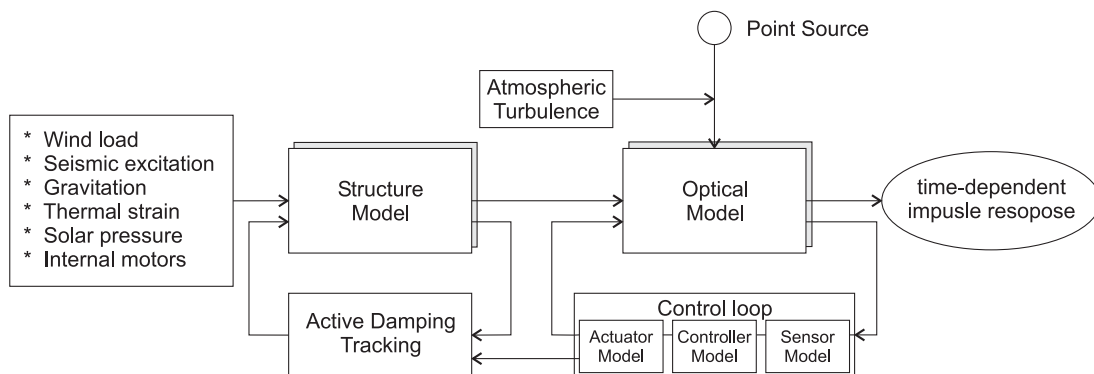 Point Source
Atmospheric
Turbulence
* Wind load
* Seismic excitation
* Gravitation
* Thermal strain
* Solar pressure
* Internal motors
Structure
Model
Optical
Model
time-dependent
impusle resopose
Active Damping
Tracking
Control loop
Actuator
Model
Controller
Model
Sensor
Model